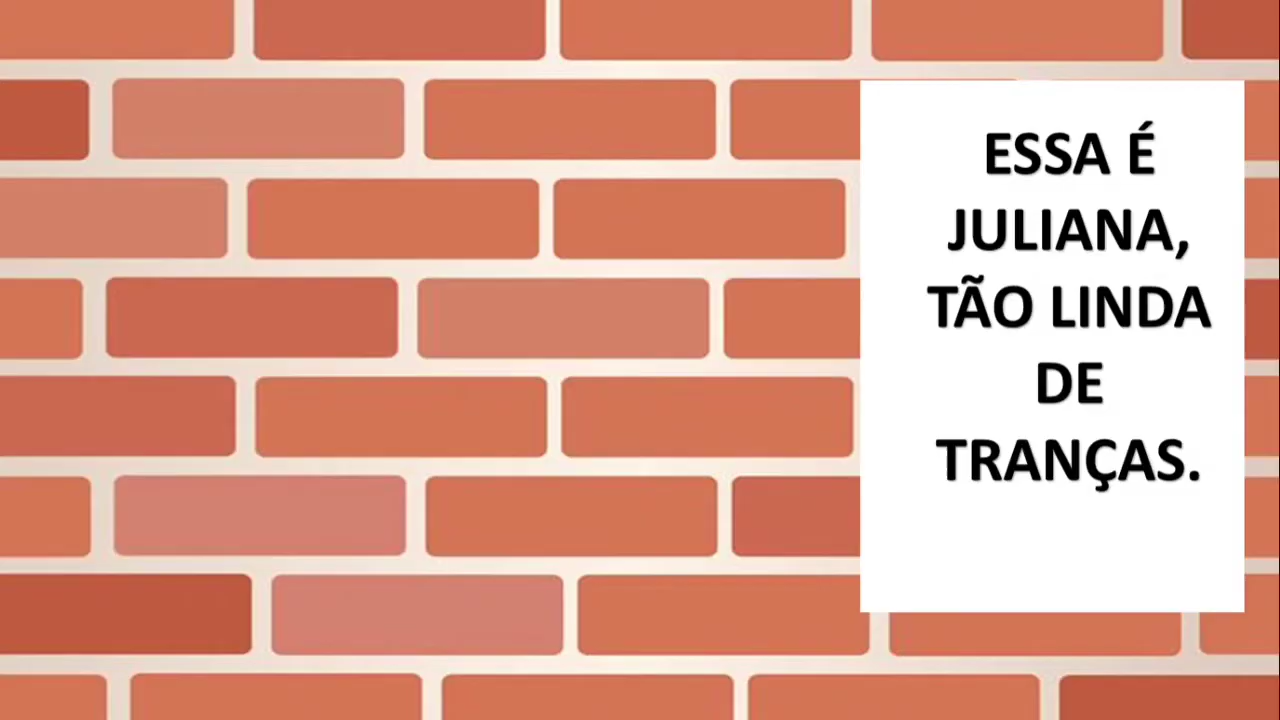 ESSA É
JULIANA,
TÃO LINDA
DE
TRANÇAS.